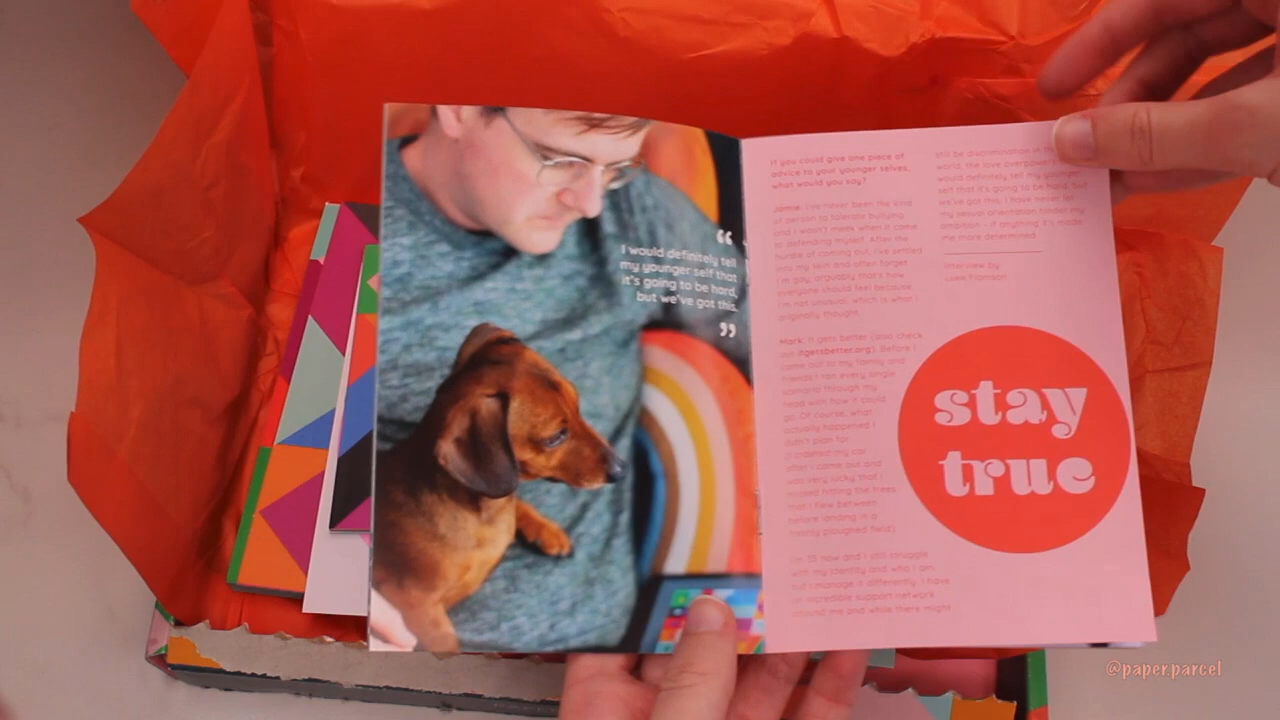 “
I would definitely tell
my younger self that
it's going to be hard,
but we've got this.
”
If you could give one piece of
advice to your younger selves,
what would you say?
Jamie: I've never been the kind
of person to tolerate bullying
and I wasn't meek when it came
to defending myself. After the
hurdle of coming out, I've settled
into my skin and often forget
I'm gay, arguably that's how
everyone should feel because
I'm not unusual, which is what I
originally thought.
Mark: It gets better (also check
out itgetsbetter.org). Before I
came out to my family and
friends I ran every single
scenario through my
head with how it could
go. Of course, what
actually happened I
didn't plan for.
I crashed my car
after I came out and
was very lucky that I
missed hitting the trees
that I flew between
before landing in a
freshly ploughed field.
I'm 35 now and I still struggle
with my identity and who I am,
but I manage it differently. I have
an incredible support network
around me and while there might
still be discrimination in the
world, the love overpowers
would definitely tell my younger
self that it's going to be hard, but
we've got this. I have never let
my sexual orientation hinder my
ambition – if anything it's made
me more determined.
Interview by:
Luke
stay
true
@paper.parcel